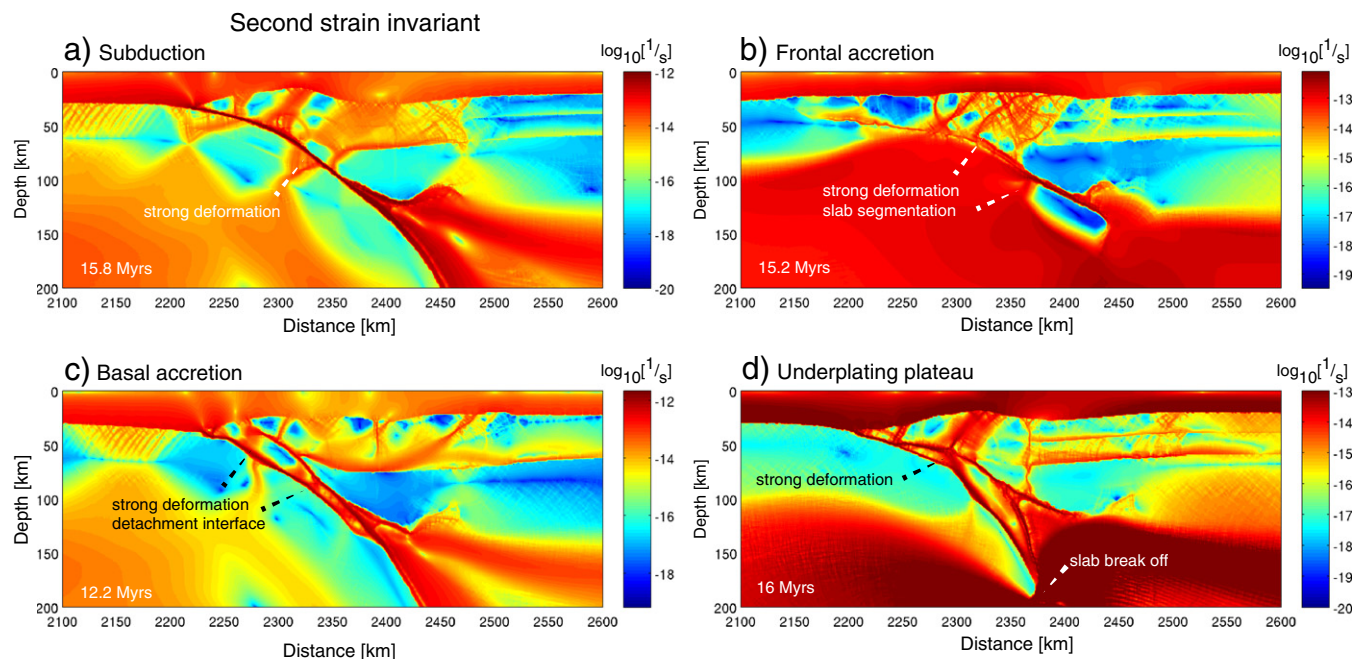 Second strain invariant
a) Subduction
log10[1/s]
0
50
100
150
200
Depth [km]
strong deformation
15.8 Myrs
2100 2150 2200 2250 2300 2350 2400 2450 2500 2550 2600
Distance [km]
-12
-14
-16
-18
-20
b) Frontal accretion
log10[1/s]
0
50
100
150
200
Depth [km]
strong deformation
slab segmentation
15.2 Myrs
2100 2150 2200 2250 2300 2350 2400 2450 2500 2550 2600
Distance [km]
-13
-14
-15
-16
-17
-18
-19
c) Basal accretion
log10[1/s]
0
50
100
150
200
Depth [km]
strong deformation
detachment interface
12.2 Myrs
2100 2150 2200 2250 2300 2350 2400 2450 2500 2550 2600
Distance [km]
-12
-14
-16
-18
d) Underplating plateau
log10[1/s]
0
50
100
150
200
Depth [km]
strong deformation
slab break off
16 Myrs
2100 2150 2200 2250 2300 2350 2400 2450 2500 2550 2600
Distance [km]
-13
-14
-15
-16
-17
-18
-19
-20